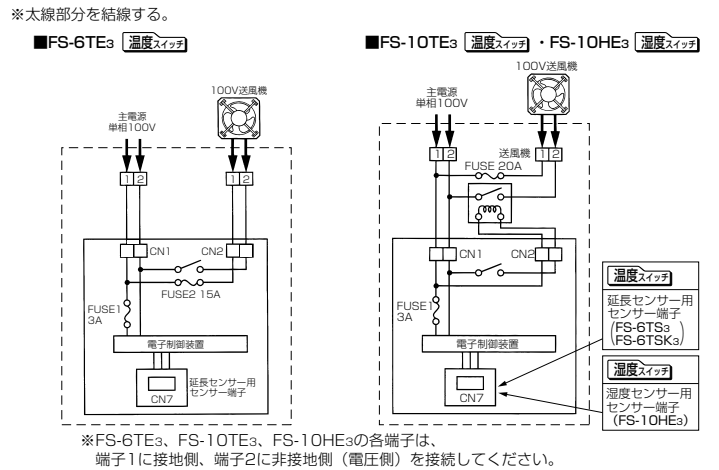 ※太線部分を結線する。
■FS-6TE3 温度スイッチ
■FS-10TE3 温度スイッチ ・FS-10HE3 湿度スイッチ
100V送風機
主電源
単相100V
1 2
1 2
CN1
CN2
FUSE2 15A
FUSE1
3A
電子制御装置
CN7
延長センサー用
センサー端子
100V送風機
主電源
単相100V
1 2
送風機 1 2
FUSE 20A
CN1
CN2
FUSE1
3A
電子制御装置
CN7
温度スイッチ
延長センサー用
センサー端子
(FS-6TS3
FS-6TSK3)
湿度スイッチ
湿度センサー用
センサー端子
(FS-10HE3)
※FS-6TE3、FS-10TE3、FS-10HE3の各端子は、
端子1に接地側、端子2に非接地側（電圧側）を接続してください。